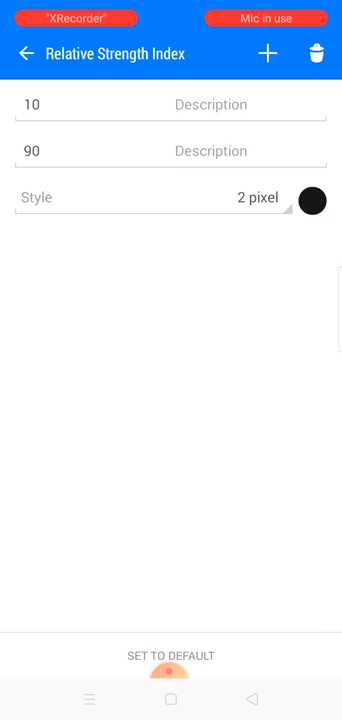 "XRecorder" Mic in use
Relative Strength Index
10 Description
90 Description
Style 2 pixel
SET TO DEFAULT